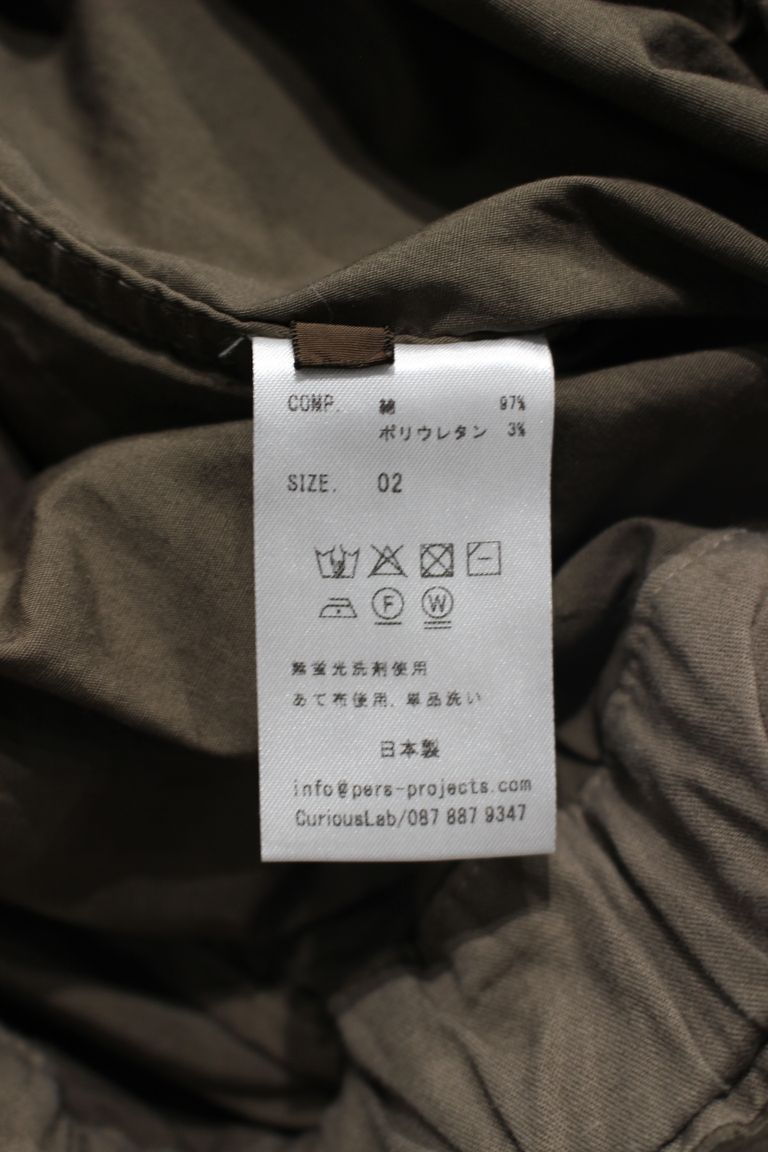 COMP. 綿 97%
ポリウレタン 3%
SIZE. 02
F W
無蛍光洗剤使用
あて布使用、単品洗い
日本製
info@pers-projects.com
CuriousLab/087 887 9347